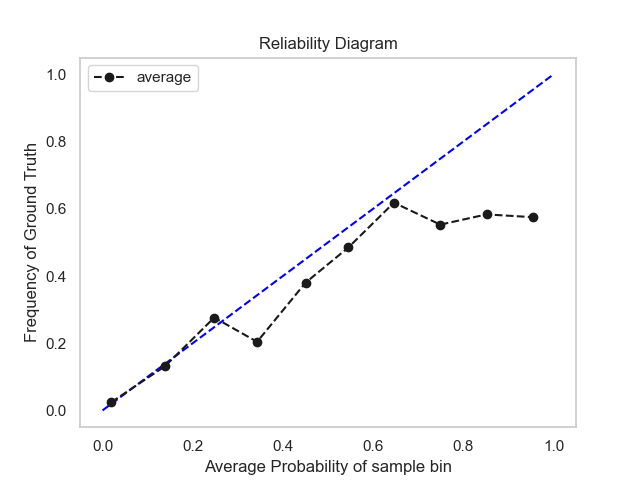 Reliability Diagram
average
Frequency of Ground Truth
1.0
0.8
0.6
0.4
0.2
0.0
0.0 0.2 0.4 0.6 0.8 1.0
Average Probability of sample bin